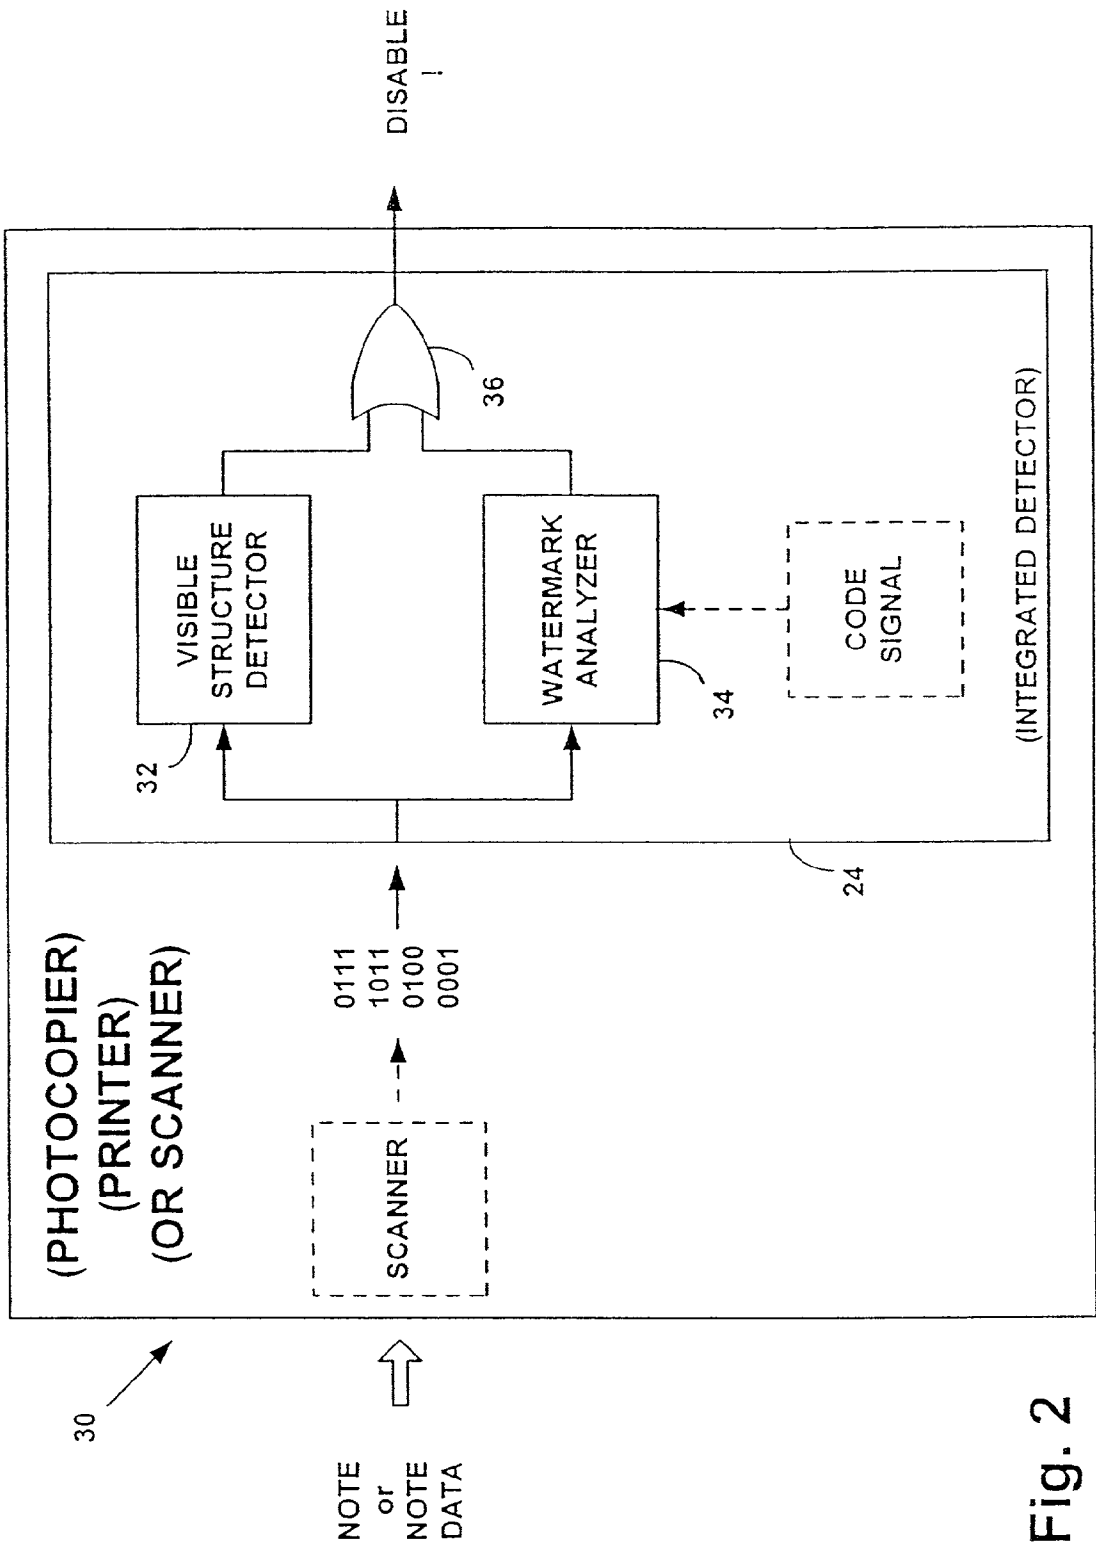 (PHOTOCOPIER)
(PRINTER)
(OR SCANNER)
30
NOTE
or
NOTE
DATA
SCANNER
0111
1011
0100
0001
24
32
VISIBLE
STRUCTURE
DETECTOR
34
WATERMARK
ANALYZER
CODE
SIGNAL
36
(INTEGRATED DETECTOR)
DISABLE
!
Fig. 2